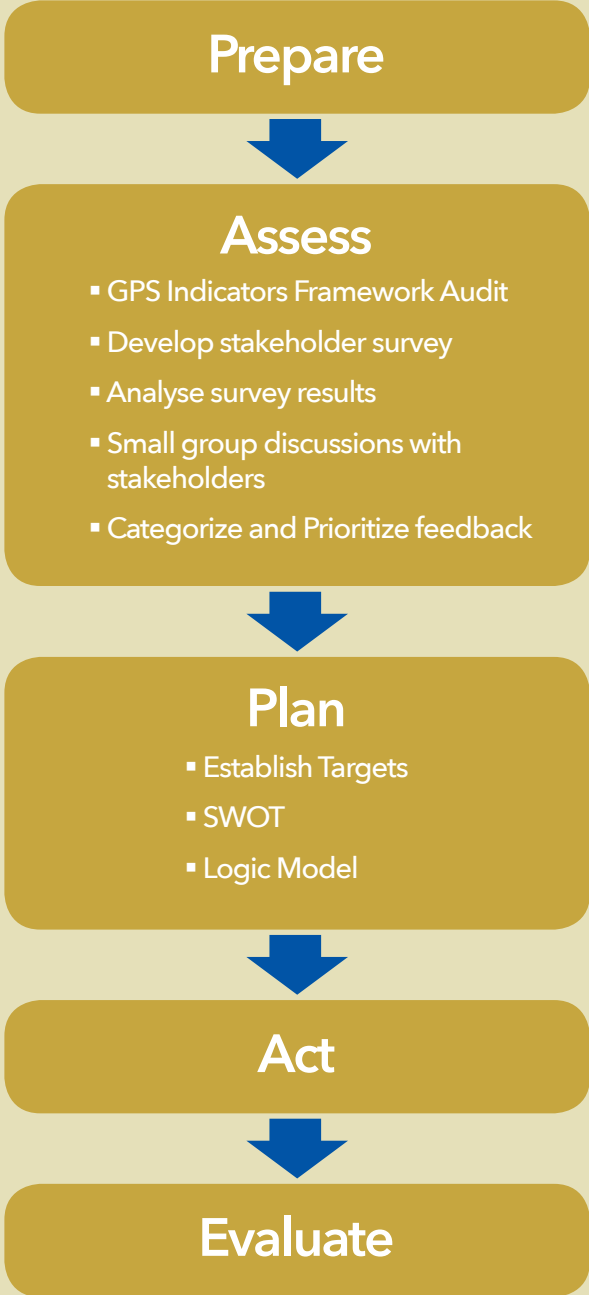 Prepare
Assess
▪ GPS Indicators Framework Audit
▪ Develop stakeholder survey
▪ Analyse survey results
▪ Small group discussions with
stakeholders
▪ Categorize and Prioritize feedback
Plan
▪ Establish Targets
▪ SWOT
▪ Logic Model
Act
Evaluate